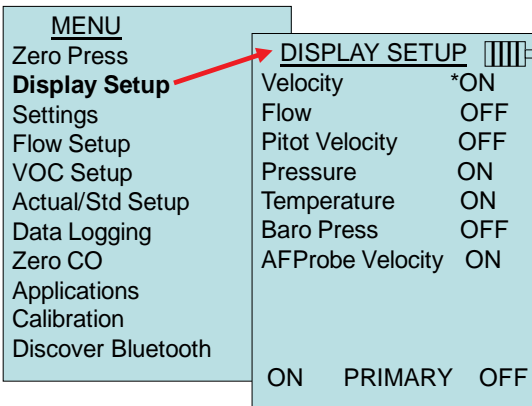 MENU
Zero Press
Display Setup
Settings
Flow Setup
VOC Setup
Actual/Std Setup
Data Logging
Zero CO
Applications
Calibration
Discover Bluetooth
DISPLAY SETUP
Velocity *ON
Flow OFF
Pitot Velocity OFF
Pressure ON
Temperature ON
Baro Press OFF
AFProbe Velocity ON
ON PRIMARY OFF